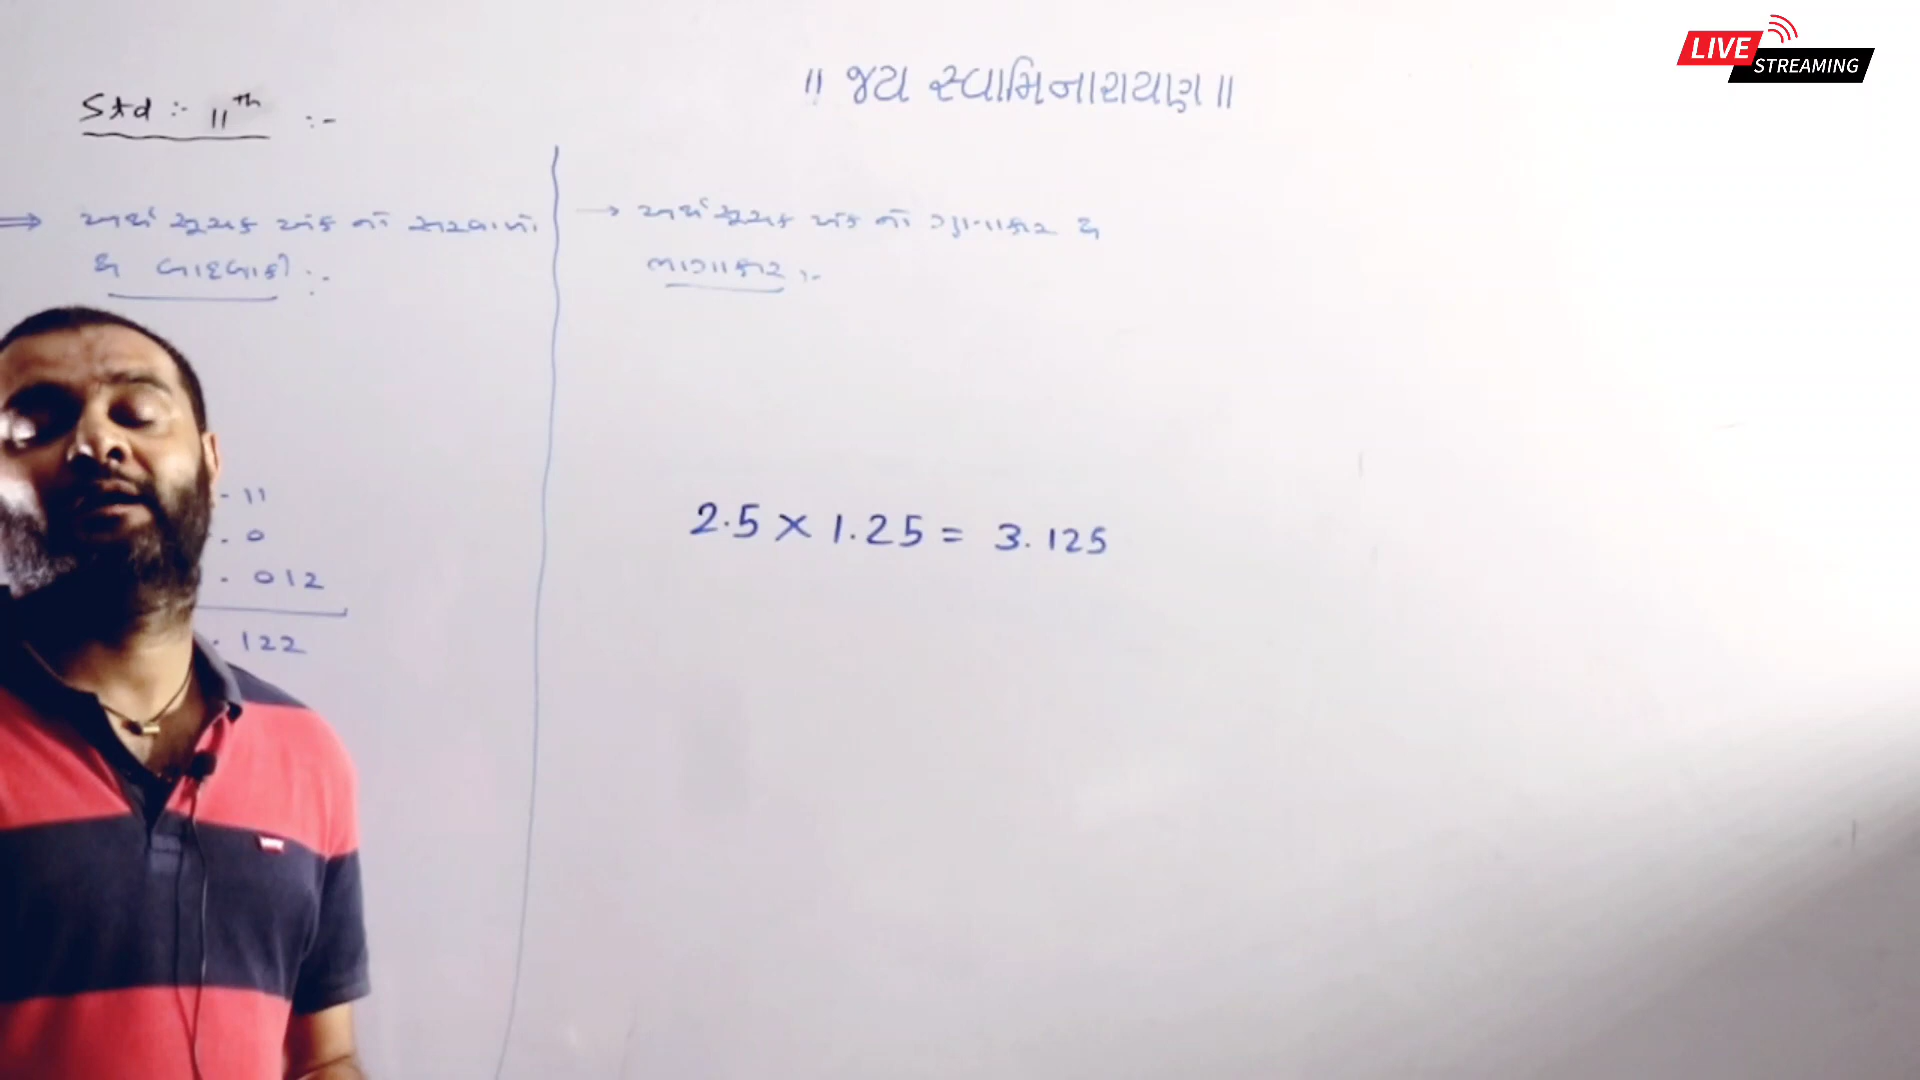 LIVE
STREAMING
॥ જય સ્વામિનારાયણ ॥
Std :- 11th :-
⇒ અર્થ સૂચક અંક નો સરવાળો
કે બાદબાકી :-
- 11
. 0
. 012
. 122
→ અર્થ સૂચક અંક નો ગુણાકાર કે
ભાગાકાર :-
2.5 × 1.25 = 3.125